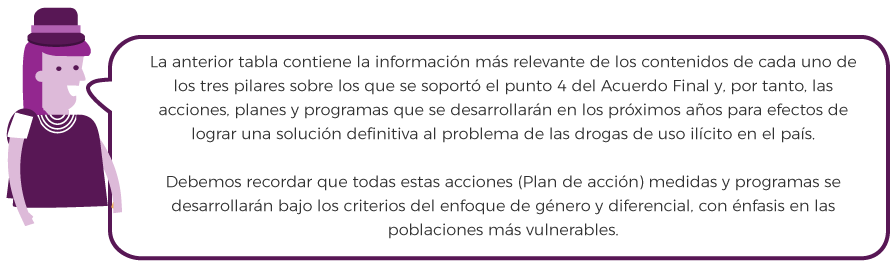 La anterior tabla contiene la información más relevante de los contenidos de cada uno de
los tres pilares sobre los que se soportó el punto 4 del Acuerdo Final y, por tanto, las
acciones, planes y programas que se desarrollarán en los próximos años para efectos de
lograr una solución definitiva al problema de las drogas de uso ilícito en el país.
Debemos recordar que todas estas acciones (Plan de acción) medidas y programas se
desarrollarán bajo los criterios del enfoque de género y diferencial, con énfasis en las
poblaciones más vulnerables.